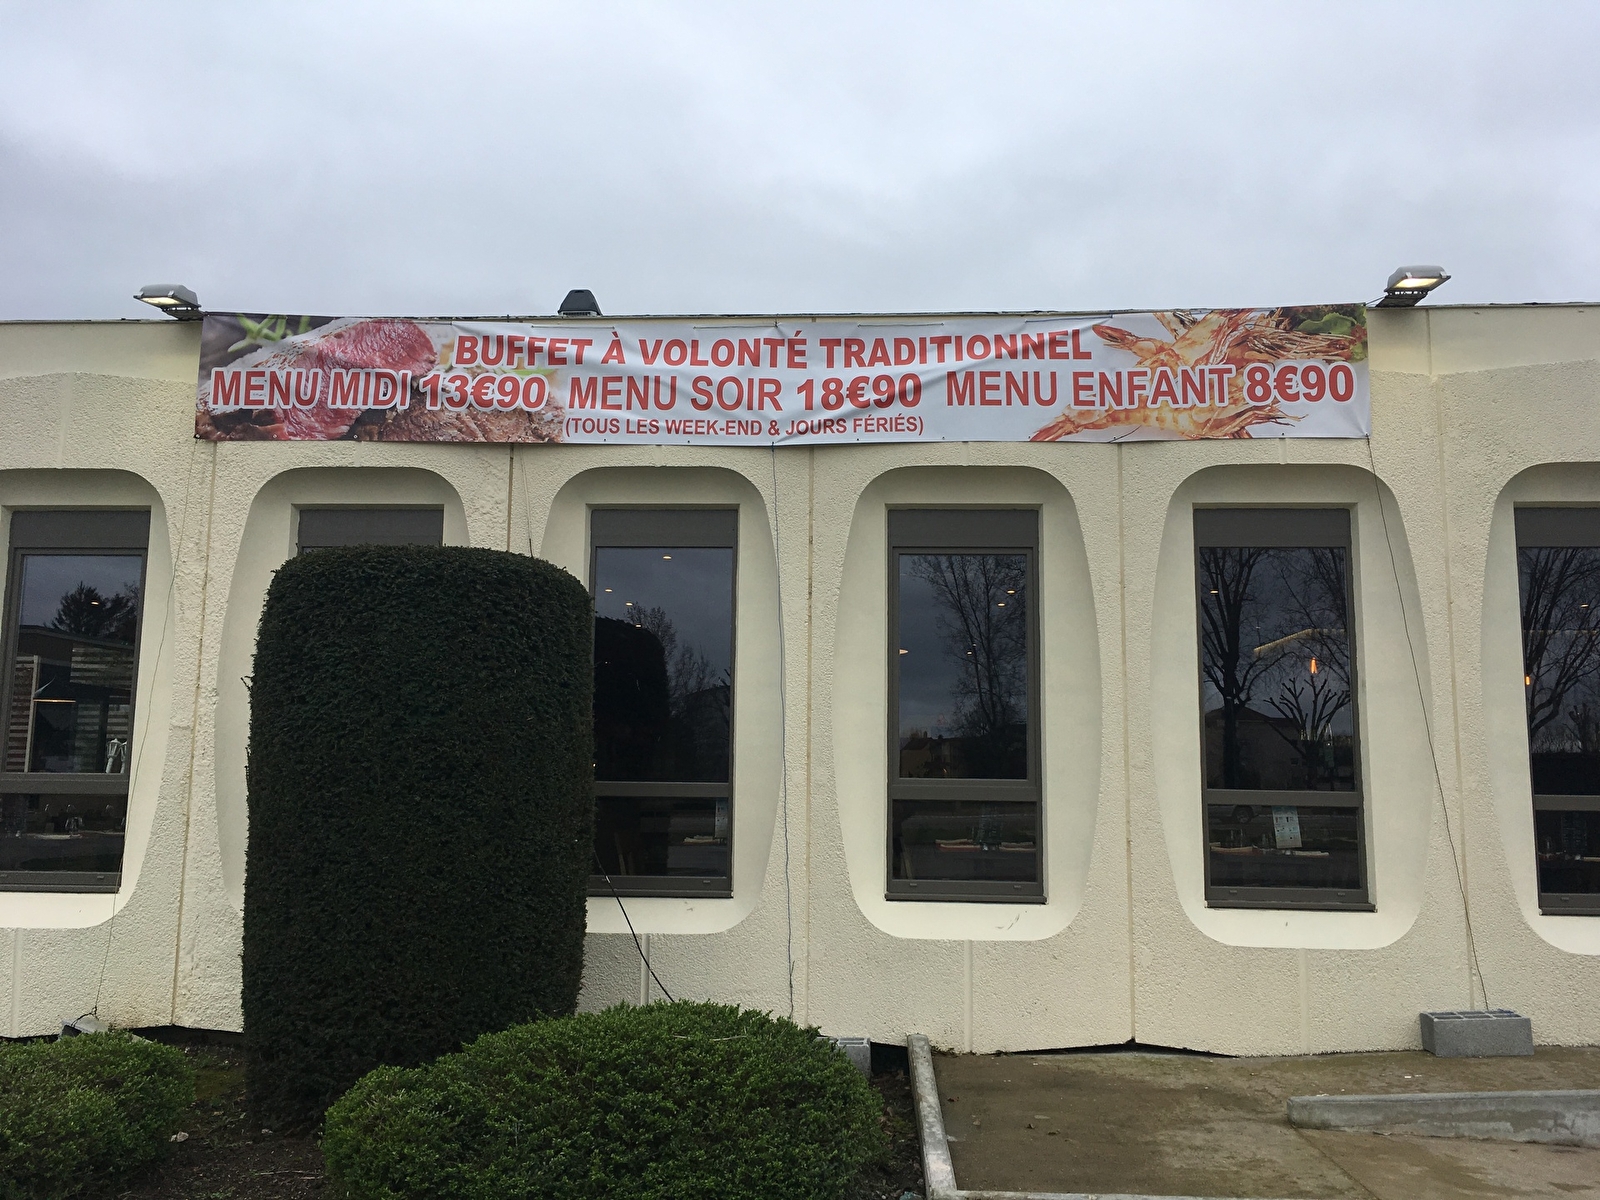 BUFFET À VOLONTÉ TRADITIONNEL
MENU MIDI 13€90 MENU SOIR 18€90 MENU ENFANT 8€90
(TOUS LES WEEK-END & JOURS FÉRIÉS)